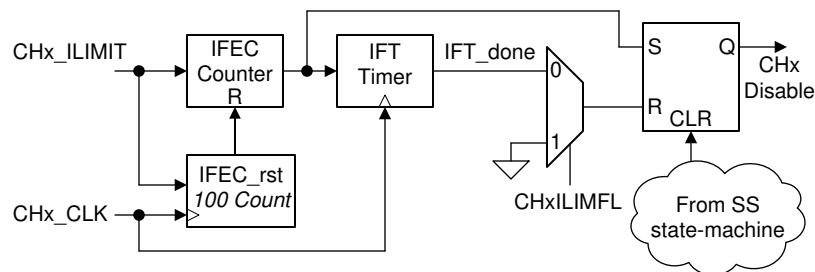 CHx_ILIMIT
IFEC
Counter
R
IFT
Timer
IFT_done
0
1
S
Q
R
CLR
CHx
Disable
IFEC_rst
100 Count
CHx_CLK
CHxILIMFL
From SS
state-machine